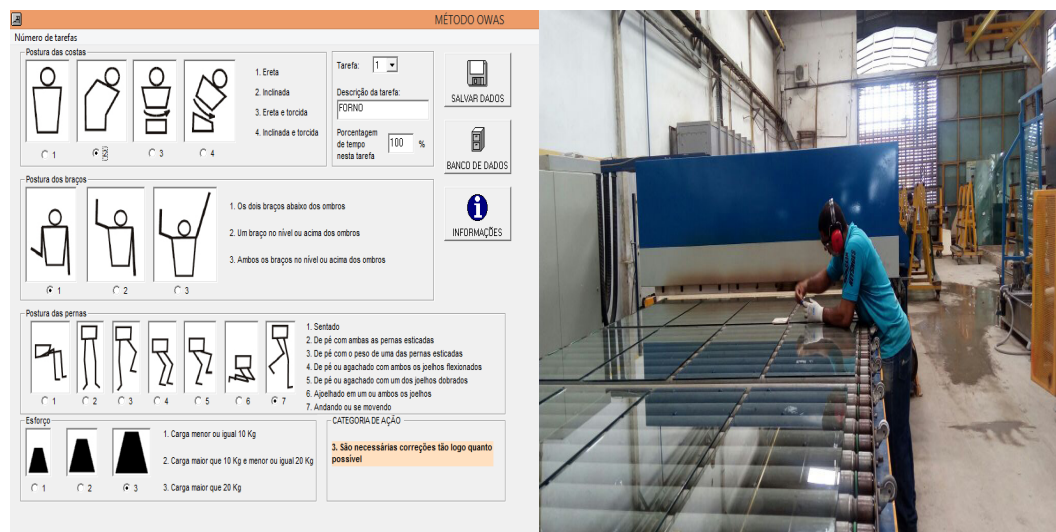 MÉTODO OWAS
Número de tarefas
Postura das costas
1. Ereta
2. Inclinada
3. Ereta e torcida
4. Inclinada e torcida
1
2
3
4
Tarefa: 1
Descrição da tarefa:
FORNO
Porcentagem
de tempo
nesta tarefa
100 %
SALVAR DADOS
BANCO DE DADOS
INFORMAÇÕES
Postura dos braços
1. Os dois braços abaixo dos ombros
2. Um braço no nível ou acima dos ombros
3. Ambos os braços no nível ou acima dos ombros
1
2
3
Postura das pernas
1. Sentado
2. De pé com ambas as pernas esticadas
3. De pé com o peso de uma das pernas esticadas
4. De pé ou agachado com ambos os joelhos flexionados
5. De pé ou agachado com um dos joelhos dobrados
6. Ajoelhado em um ou ambos os joelhos
7. Andando ou se movendo
1
2
3
4
5
6
7
Esforço
1. Carga menor ou igual 10 Kg
2. Carga maior que 10 Kg e menor ou igual 20 Kg
3. Carga maior que 20 Kg
1
2
3
CATEGORIA DE AÇÃO
3. São necessárias correções tão logo quanto
possível